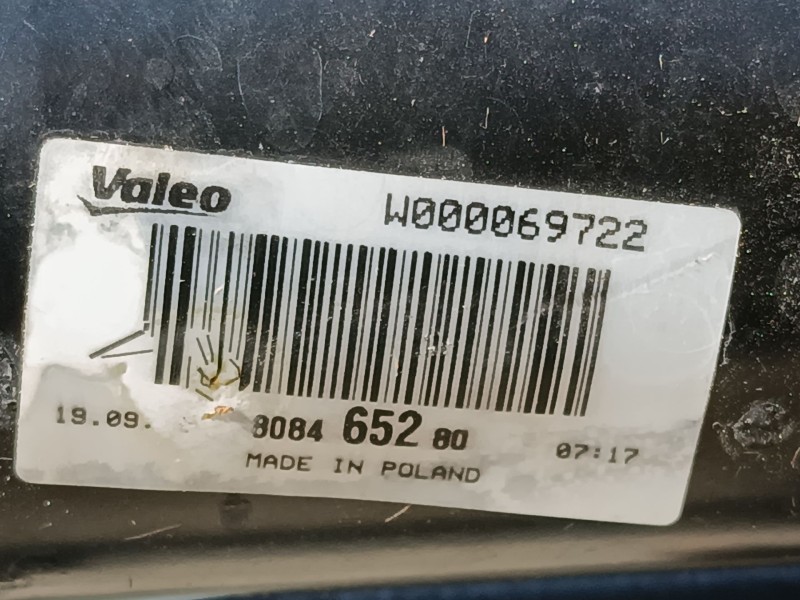 Valeo
W000069722
19.09.
8084 652 80
07:17
MADE IN POLAND